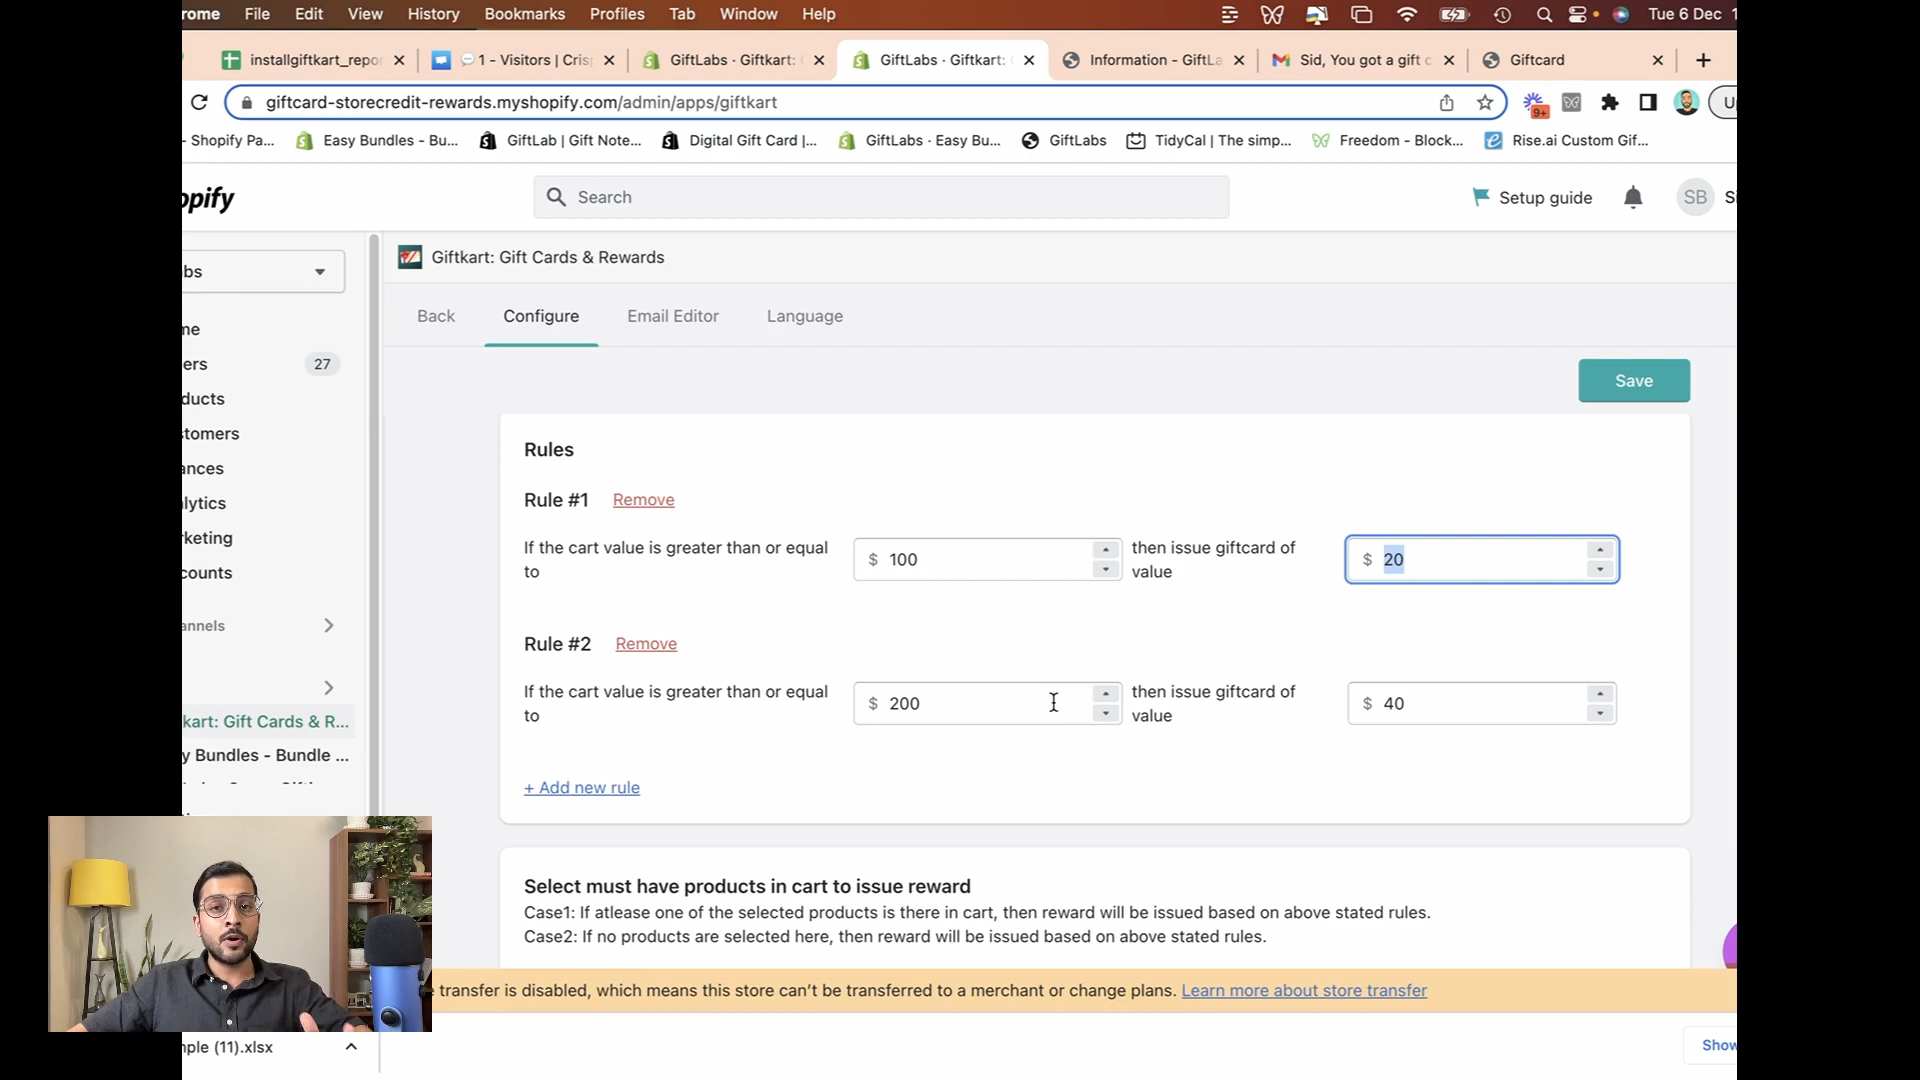 rome File Edit View History Bookmarks Profiles Tab Window Help Tue 6 Dec 1
installgiftkart_repor 1 - Visitors | Cris GiftLabs · Giftkart: GiftLabs · Giftkart: Information - GiftLa Sid, You got a gift c Giftcard
giftcard-storecredit-rewards.myshopify.com/admin/apps/giftkart 9+ Up
- Shopify Pa... Easy Bundles - Bu... GiftLab | Gift Note... Digital Gift Card |... GiftLabs · Easy Bu... GiftLabs TidyCal | The simp... Freedom - Block... Rise.ai Custom Gif...
opify Search Setup guide SB Si
bs Giftkart: Gift Cards & Rewards
Back Configure Email Editor Language
me
ers 27
ducts
tomers
ances
lytics
keting
counts
annels
kart: Gift Cards & R...
y Bundles - Bundle ...
Save
Rules
Rule #1 Remove
If the cart value is greater than or equal to $ 100 then issue giftcard of value $ 20
Rule #2 Remove
If the cart value is greater than or equal to $ 200 then issue giftcard of value $ 40
+ Add new rule
Select must have products in cart to issue reward
Case1: If atlease one of the selected products is there in cart, then reward will be issued based on above stated rules.
Case2: If no products are selected here, then reward will be issued based on above stated rules.
transfer is disabled, which means this store can't be transferred to a merchant or change plans. Learn more about store transfer
mple (11).xlsx Show